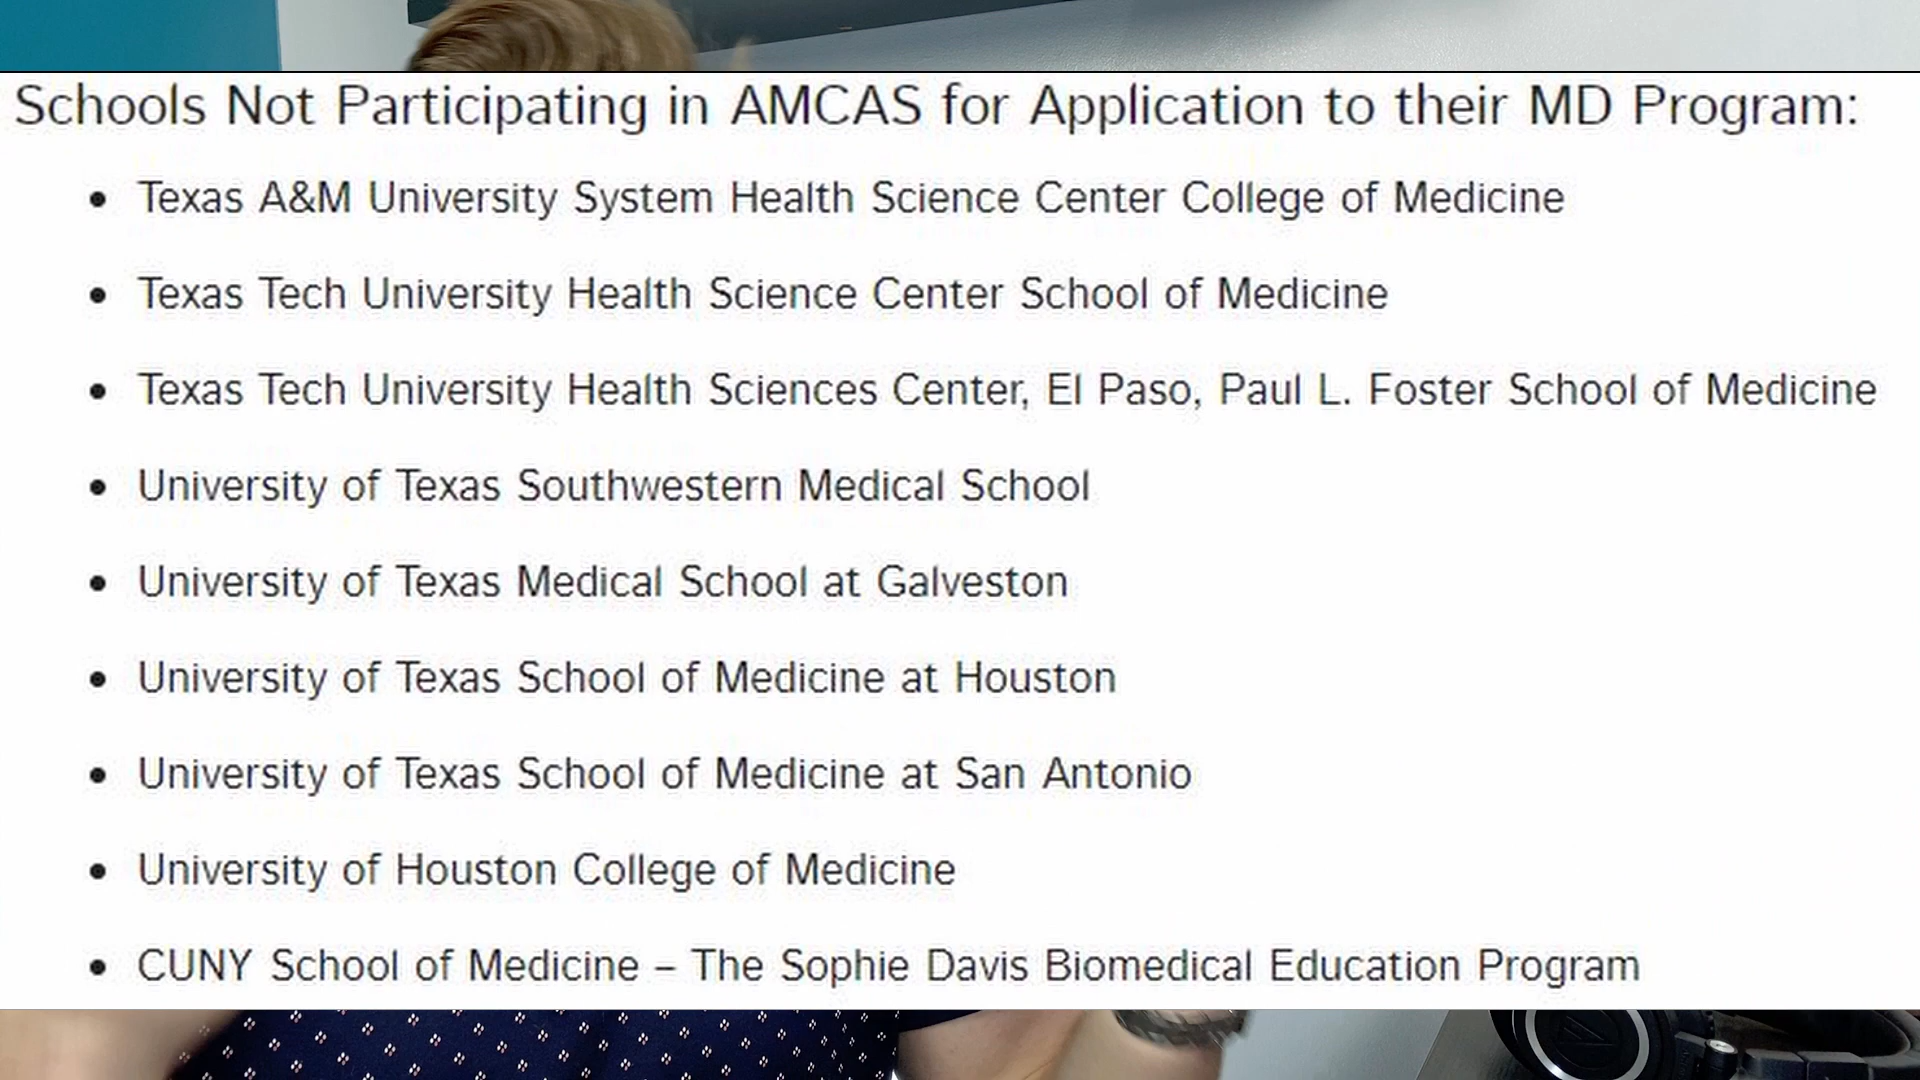 Schools Not Participating in AMCAS for Application to their MD Program:
• Texas A&M University System Health Science Center College of Medicine
• Texas Tech University Health Science Center School of Medicine
• Texas Tech University Health Sciences Center, El Paso, Paul L. Foster School of Medicine
• University of Texas Southwestern Medical School
• University of Texas Medical School at Galveston
• University of Texas School of Medicine at Houston
• University of Texas School of Medicine at San Antonio
• University of Houston College of Medicine
• CUNY School of Medicine – The Sophie Davis Biomedical Education Program